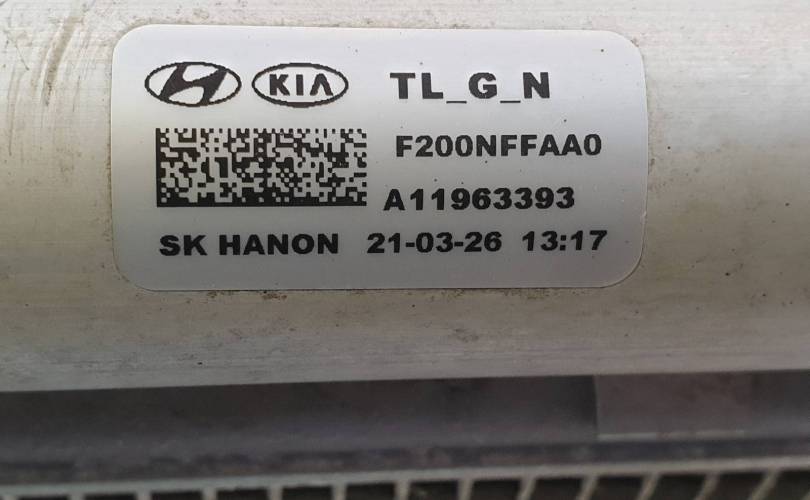 KIA TL_G_N
F200NFFAA0
A11963393
SK HANON 21-03-26 13:17